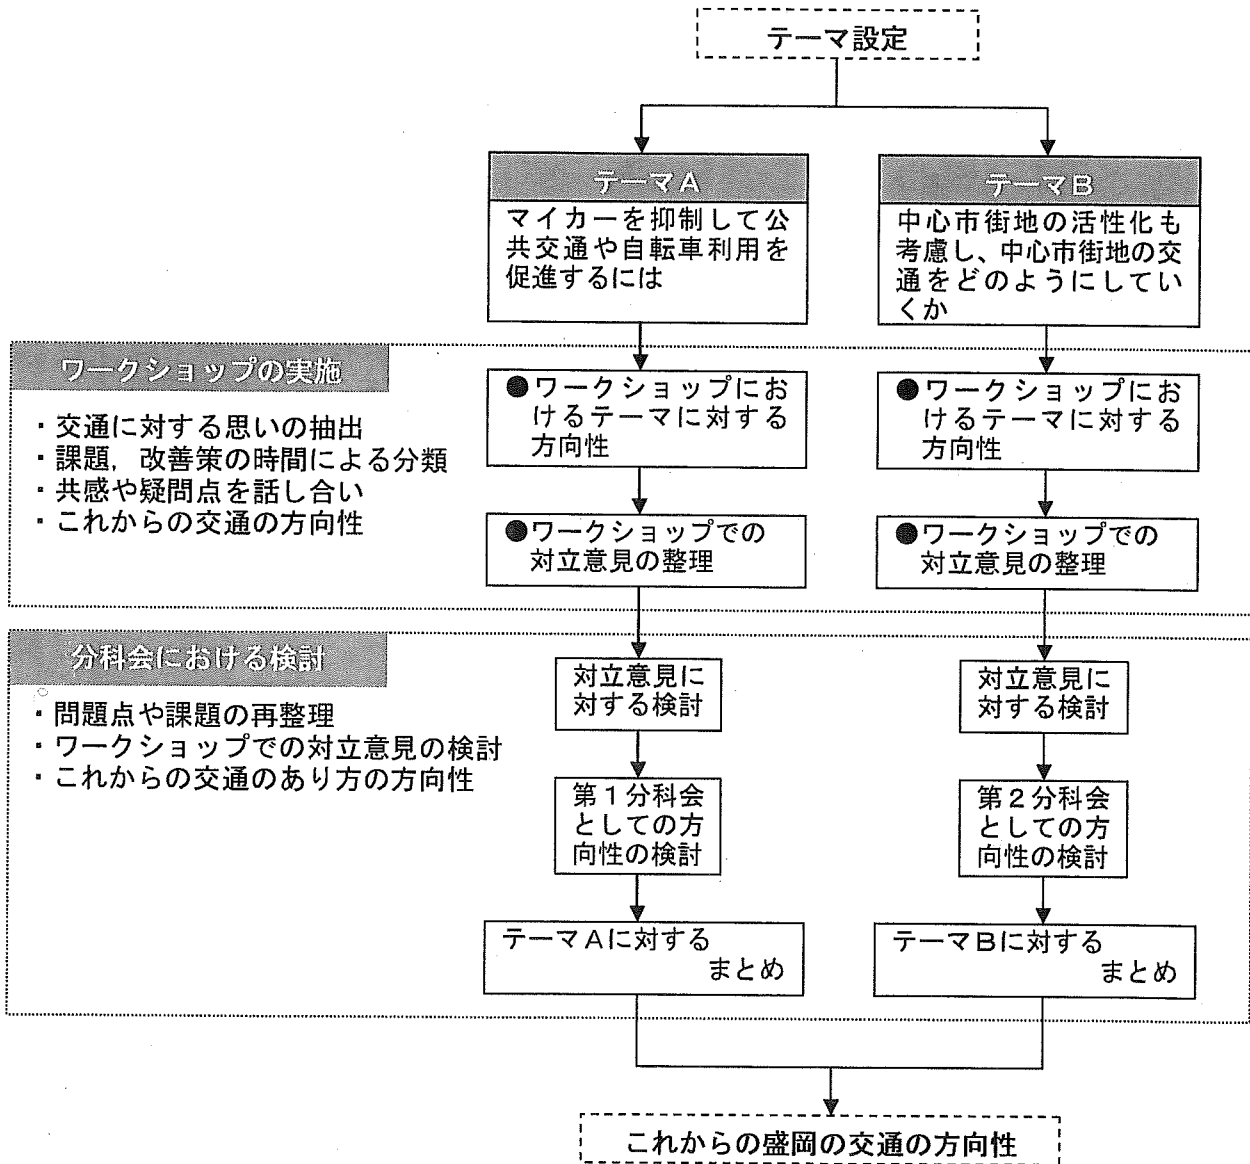 テーマ設定
テーマA
マイカーを抑制して公
共交通や自転車利用を
促進するには
テーマB
中心市街地の活性化も
考慮し、中心市街地の交
通をどのようにしてい
くか
ワークショップの実施
・交通に対する思いの抽出
・課題，改善策の時間による分類
・共感や疑問点を話し合い
・これからの交通の方向性
●ワークショップにお
けるテーマに対する
方向性
●ワークショップにお
けるテーマに対する
方向性
●ワークショップでの
対立意見の整理
●ワークショップでの
対立意見の整理
分科会における検討
・問題点や課題の再整理
・ワークショップでの対立意見の検討
・これからの交通のあり方の方向性
対立意見に
対する検討
対立意見に
対する検討
第１分科会
としての方
向性の検討
第２分科会
としての方
向性の検討
テーマAに対する
まとめ
テーマBに対する
まとめ
これからの盛岡の交通の方向性